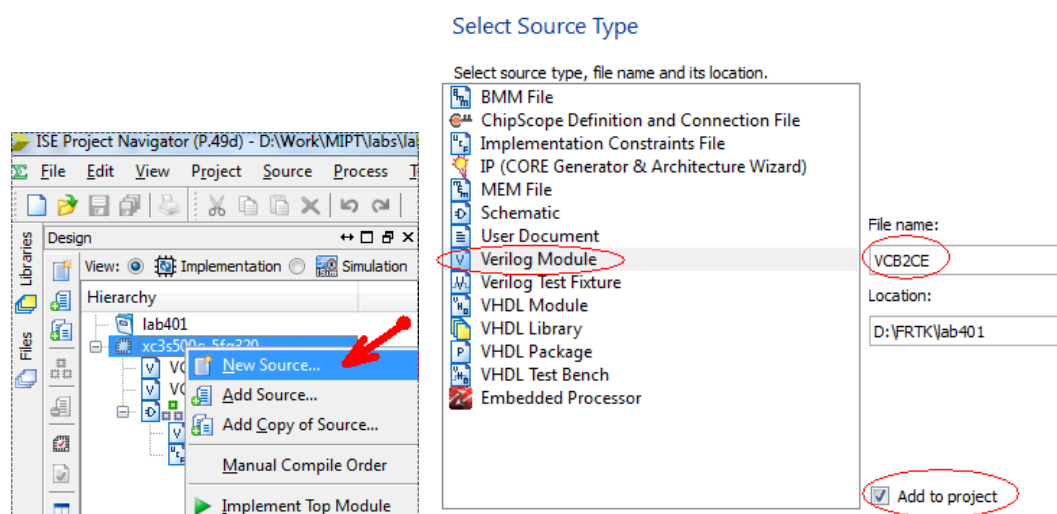 ISE Project Navigator (P.49d) - D:\Work\MIPT\labs\la
File Edit View Project Source Process
Design
View: Implementation Simulation
Hierarchy
lab401
xc3s500e-5fg320
New Source...
Add Source...
Add Copy of Source...
Manual Compile Order
Implement Top Module
Libraries
Files
Select Source Type
Select source type, file name and its location.
BMM File
ChipScope Definition and Connection File
Implementation Constraints File
IP (CORE Generator & Architecture Wizard)
MEM File
Schematic
User Document
Verilog Module
Verilog Test Fixture
VHDL Module
VHDL Library
VHDL Package
VHDL Test Bench
Embedded Processor
File name:
VCB2CE
Location:
D:\FRTK\lab401
Add to project